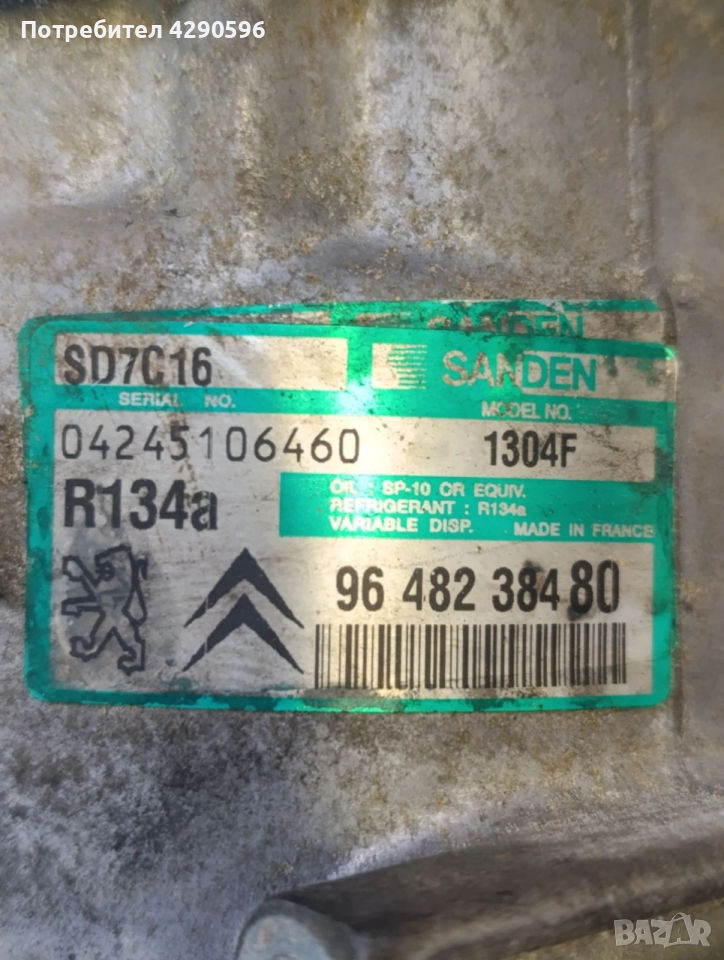 Потребител 4290596
SANDEN
SD7C16
SANDEN
SERIAL NO.
MODEL NO.
04245106460
1304F
R134a
OIL : SP-10 OR EQUIV.
REFRIGERANT : R134a
VARIABLE DISP.
MADE IN FRANCE
96 482 384 80
BAZAR